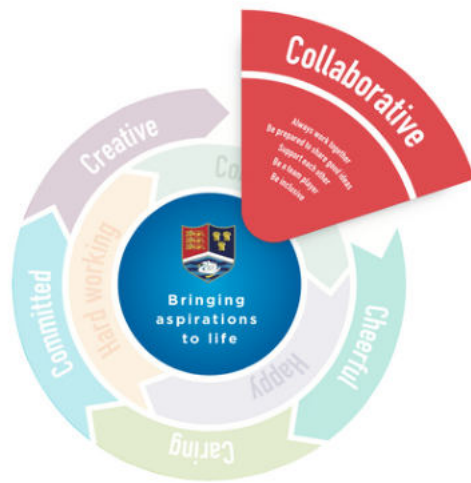 Collaborative
Always work together
Be prepared to share good ideas
Support each other
Be a team player
Be inclusive
Creative
Committed
Caring
Cheerful
Hard working
Happy
Bringing
aspirations
to life